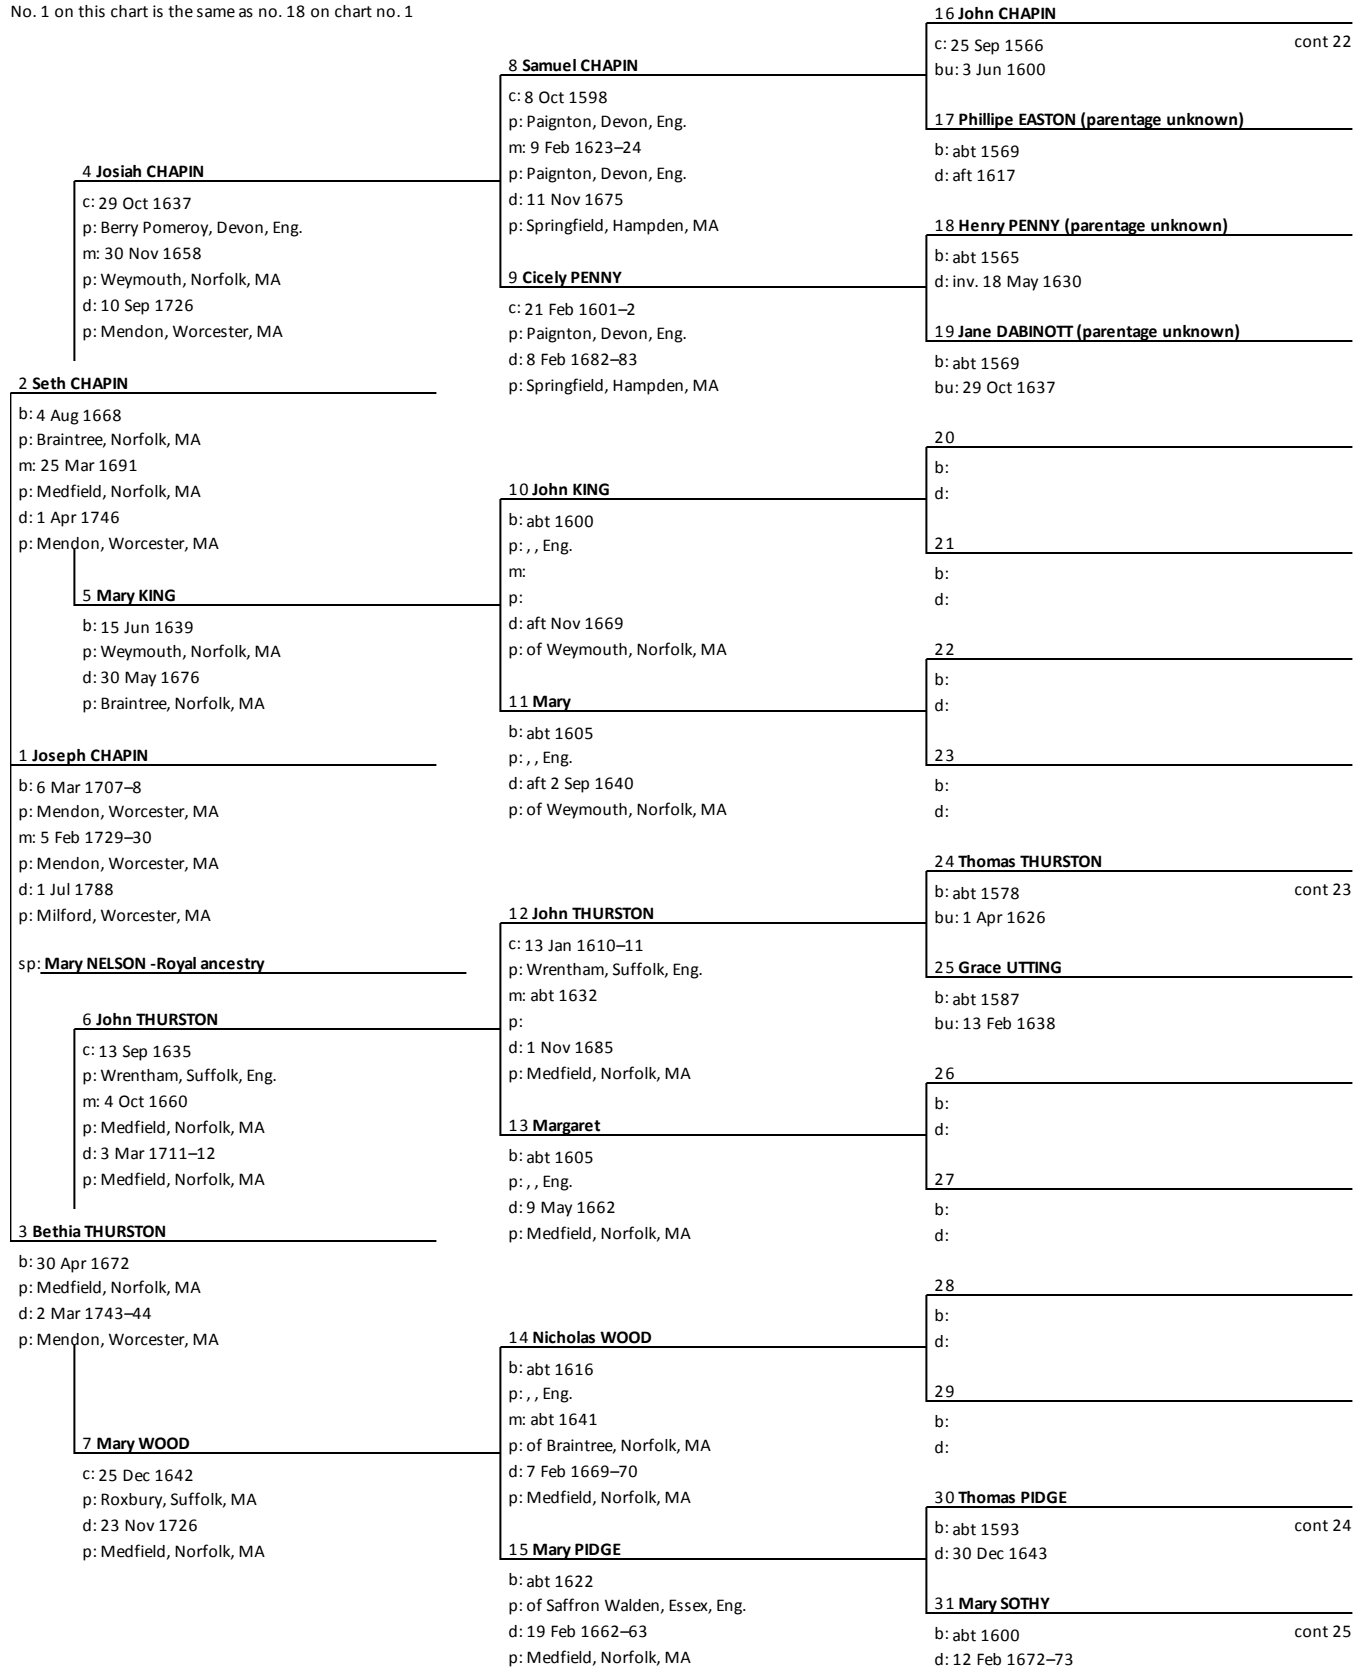 No. 1 on this chart is the same as no. 18 on chart no. 1
4 Josiah CHAPIN
c: 29 Oct 1637
p: Berry Pomeroy, Devon, Eng.
m: 30 Nov 1658
p: Weymouth, Norfolk, MA
d: 10 Sep 1726
p: Mendon, Worcester, MA
2 Seth CHAPIN
b: 4 Aug 1668
p: Braintree, Norfolk, MA
m: 25 Mar 1691
p: Medfield, Norfolk, MA
d: 1 Apr 1746
p: Mendon, Worcester, MA
5 Mary KING
b: 15 Jun 1639
p: Weymouth, Norfolk, MA
d: 30 May 1676
p: Braintree, Norfolk, MA
1 Joseph CHAPIN
b: 6 Mar 1707–8
p: Mendon, Worcester, MA
m: 5 Feb 1729–30
p: Mendon, Worcester, MA
d: 1 Jul 1788
p: Milford, Worcester, MA
sp: Mary NELSON -Royal ancestry
6 John THURSTON
c: 13 Sep 1635
p: Wrentham, Suffolk, Eng.
m: 4 Oct 1660
p: Medfield, Norfolk, MA
d: 3 Mar 1711–12
p: Medfield, Norfolk, MA
3 Bethia THURSTON
b: 30 Apr 1672
p: Medfield, Norfolk, MA
d: 2 Mar 1743–44
p: Mendon, Worcester, MA
7 Mary WOOD
c: 25 Dec 1642
p: Roxbury, Suffolk, MA
d: 23 Nov 1726
p: Medfield, Norfolk, MA
8 Samuel CHAPIN
c: 8 Oct 1598
p: Paignton, Devon, Eng.
m: 9 Feb 1623–24
p: Paignton, Devon, Eng.
d: 11 Nov 1675
p: Springfield, Hampden, MA
9 Cicely PENNY
c: 21 Feb 1601–2
p: Paignton, Devon, Eng.
d: 8 Feb 1682–83
p: Springfield, Hampden, MA
10 John KING
b: abt 1600
p: , , Eng.
m:
p:
d: aft Nov 1669
p: of Weymouth, Norfolk, MA
11 Mary
b: abt 1605
p: , , Eng.
d: aft 2 Sep 1640
p: of Weymouth, Norfolk, MA
12 John THURSTON
c: 13 Jan 1610–11
p: Wrentham, Suffolk, Eng.
m: abt 1632
p:
d: 1 Nov 1685
p: Medfield, Norfolk, MA
13 Margaret
b: abt 1605
p: , , Eng.
d: 9 May 1662
p: Medfield, Norfolk, MA
14 Nicholas WOOD
b: abt 1616
p: , , Eng.
m: abt 1641
p: of Braintree, Norfolk, MA
d: 7 Feb 1669–70
p: Medfield, Norfolk, MA
15 Mary PIDGE
b: abt 1622
p: of Saffron Walden, Essex, Eng.
d: 19 Feb 1662–63
p: Medfield, Norfolk, MA
16 John CHAPIN
c: 25 Sep 1566 cont 22
bu: 3 Jun 1600
17 Phillipe EASTON (parentage unknown)
b: abt 1569
d: aft 1617
18 Henry PENNY (parentage unknown)
b: abt 1565
d: inv. 18 May 1630
19 Jane DABINOTT (parentage unknown)
b: abt 1569
bu: 29 Oct 1637
20
b:
d:
21
b:
d:
22
b:
d:
23
b:
d:
24 Thomas THURSTON
b: abt 1578 cont 23
bu: 1 Apr 1626
25 Grace UTTING
b: abt 1587
bu: 13 Feb 1638
26
b:
d:
27
b:
d:
28
b:
d:
29
b:
d:
30 Thomas PIDGE
b: abt 1593 cont 24
d: 30 Dec 1643
31 Mary SOTHY
b: abt 1600 cont 25
d: 12 Feb 1672–73